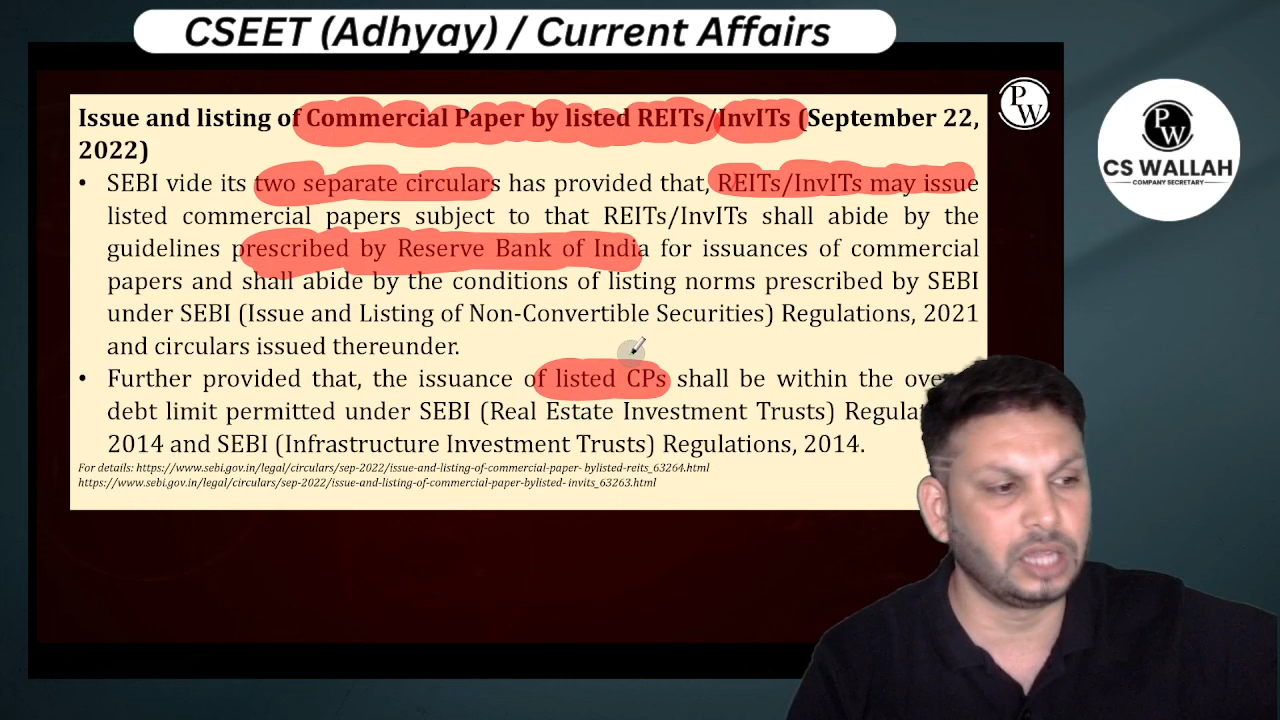 CSEET (Adhyay) / Current Affairs
Issue and listing of Commercial Paper by listed REITs/InvITs (September 22,
2022)
• SEBI vide its two separate circulars has provided that, REITs/InvITs may issue
listed commercial papers subject to that REITs/InvITs shall abide by the
guidelines prescribed by Reserve Bank of India for issuances of commercial
papers and shall abide by the conditions of listing norms prescribed by SEBI
under SEBI (Issue and Listing of Non-Convertible Securities) Regulations, 2021
and circulars issued thereunder.
• Further provided that, the issuance of listed CPs shall be within the
debt limit permitted under SEBI (Real Estate Investment Trusts)
2014 and SEBI (Infrastructure Investment Trusts) Regulations, 2014.
For details: https://www.sebi.gov.in/legal/circulars/sep-2022/issue-and-listing-of-commercial-paper- bylisted-reits_63264.html
https://www.sebi.gov.in/legal/circulars/sep-2022/issue-and-listing-of-commercial-paper-bylisted- invits_63263.html
PW
PW
CS WALLAH
COMPANY SECRETARY